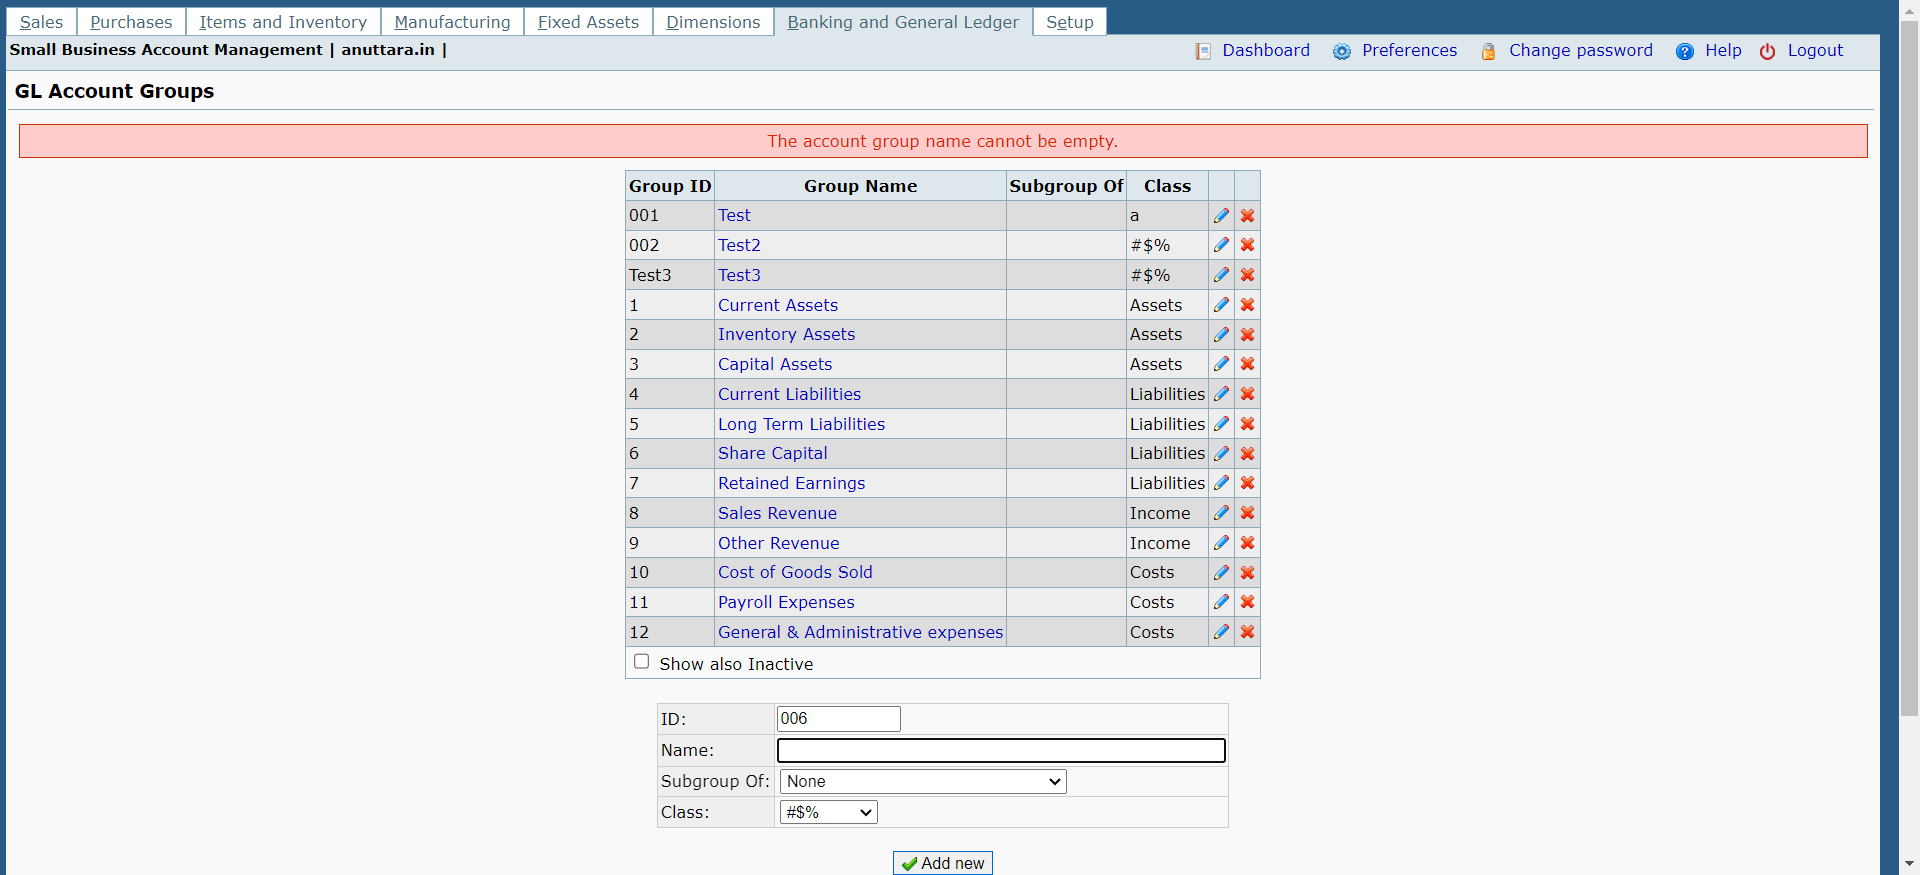 Sales Purchases Items and Inventory Manufacturing Fixed Assets Dimensions Banking and General Ledger Setup
Small Business Account Management | anuttara.in | Dashboard Preferences Change password Help Logout
GL Account Groups
The account group name cannot be empty.
Group ID Group Name Subgroup Of Class
001 Test a
002 Test2 #$%
Test3 Test3 #$%
1 Current Assets Assets
2 Inventory Assets Assets
3 Capital Assets Assets
4 Current Liabilities Liabilities
5 Long Term Liabilities Liabilities
6 Share Capital Liabilities
7 Retained Earnings Liabilities
8 Sales Revenue Income
9 Other Revenue Income
10 Cost of Goods Sold Costs
11 Payroll Expenses Costs
12 General & Administrative expenses Costs
Show also Inactive
ID: 006
Name:
Subgroup Of: None
Class: #$%
Add new